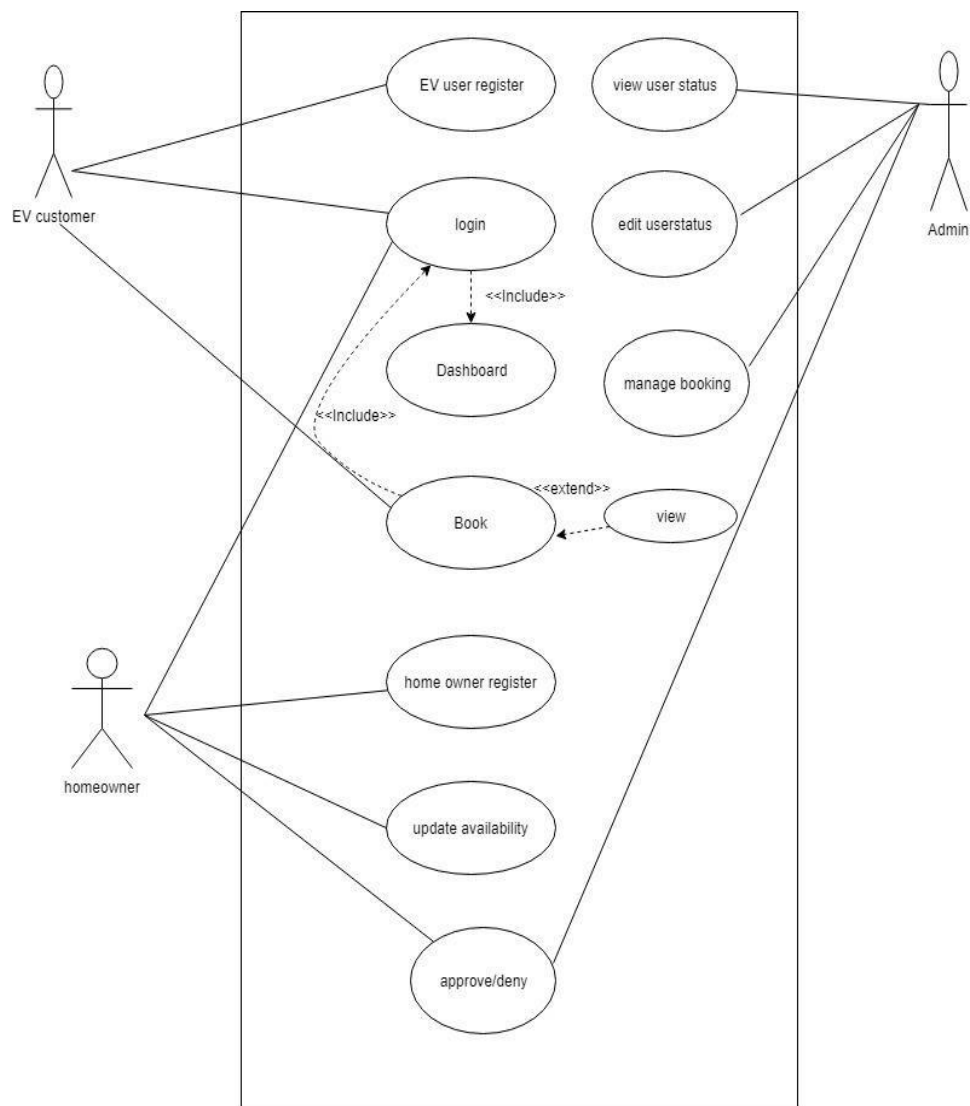 EV user register
view user status
EV customer
login
edit userstatus
Admin
<<Include>>
Dashboard
manage booking
<<Include>>
<<extend>>
Book
view
home owner register
homeowner
update availability
approve/deny